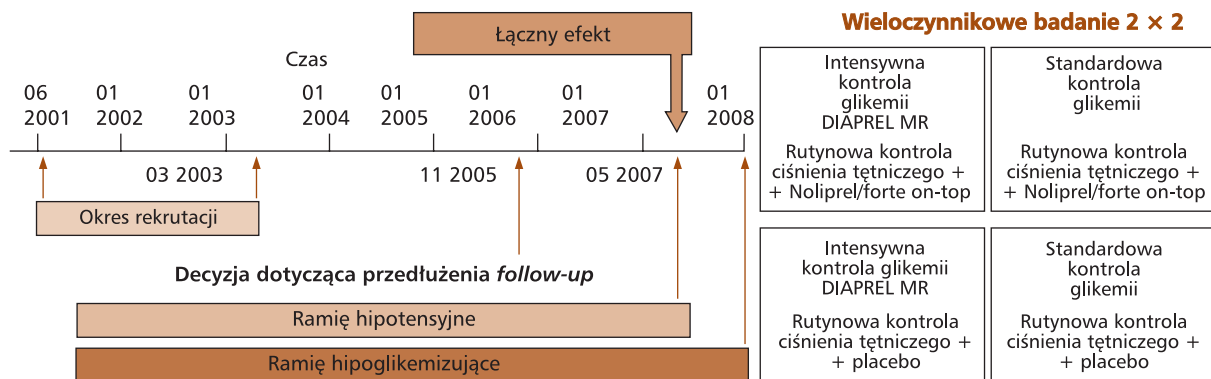 Łączny efekt
Czas
06 2001
01 2002
01 2003
01 2004
01 2005
01 2006
01 2007
01 2008
03 2003
11 2005
05 2007
Okres rekrutacji
Decyzja dotycząca przedłużenia follow-up
Ramię hipotensyjne
Ramię hipoglikemizujące
Wieloczynnikowe badanie 2 × 2
Intensywna
kontrola
glikemii
DIAPREL MR
Rutynowa kontrola
ciśnienia tętniczego +
+ Noliprel/forte on-top
Standardowa
kontrola
glikemii
Rutynowa kontrola
ciśnienia tętniczego +
+ Noliprel/forte on-top
Intensywna
kontrola glikemii
DIAPREL MR
Rutynowa kontrola
ciśnienia tętniczego +
+ placebo
Standardowa
kontrola
glikemii
Rutynowa kontrola
ciśnienia tętniczego +
+ placebo